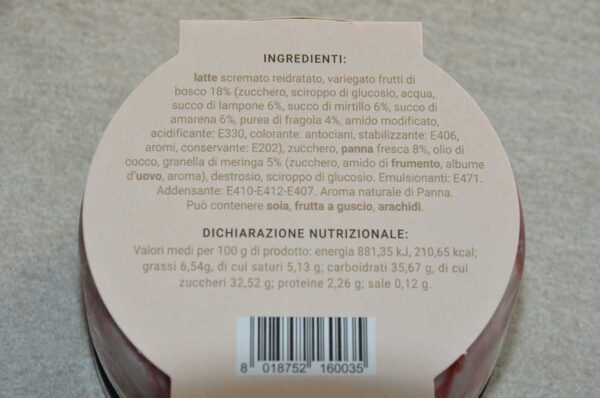 INGREDIENTI:
latte scremato reidratato, variegato frutti di
bosco 18% (zucchero, sciroppo di glucosio, acqua,
succo di lampone 6%, succo di mirtillo 6%, succo di
amarena 6%, purea di fragola 4%, amido modificato,
acidificante: E330, colorante: antociani, stabilizzante: E406,
aromi, conservante: E202), zucchero, panna fresca 8%, olio di
cocco, granella di meringa 5% (zucchero, amido di frumento, albume
d'uovo, aroma), destrosio, sciroppo di glucosio. Emulsionanti: E471.
Addensante: E410-E412-E407. Aroma naturale di Panna.
Può contenere soia, frutta a guscio, arachidi.
DICHIARAZIONE NUTRIZIONALE:
Valori medi per 100 g di prodotto: energia 881,35 kJ, 210,65 kcal;
grassi 6,54g, di cui saturi 5,13 g; carboidrati 35,67 g, di cui
zuccheri 32,52 g; proteine 2,26 g; sale 0,12 g.
8 018752 160035